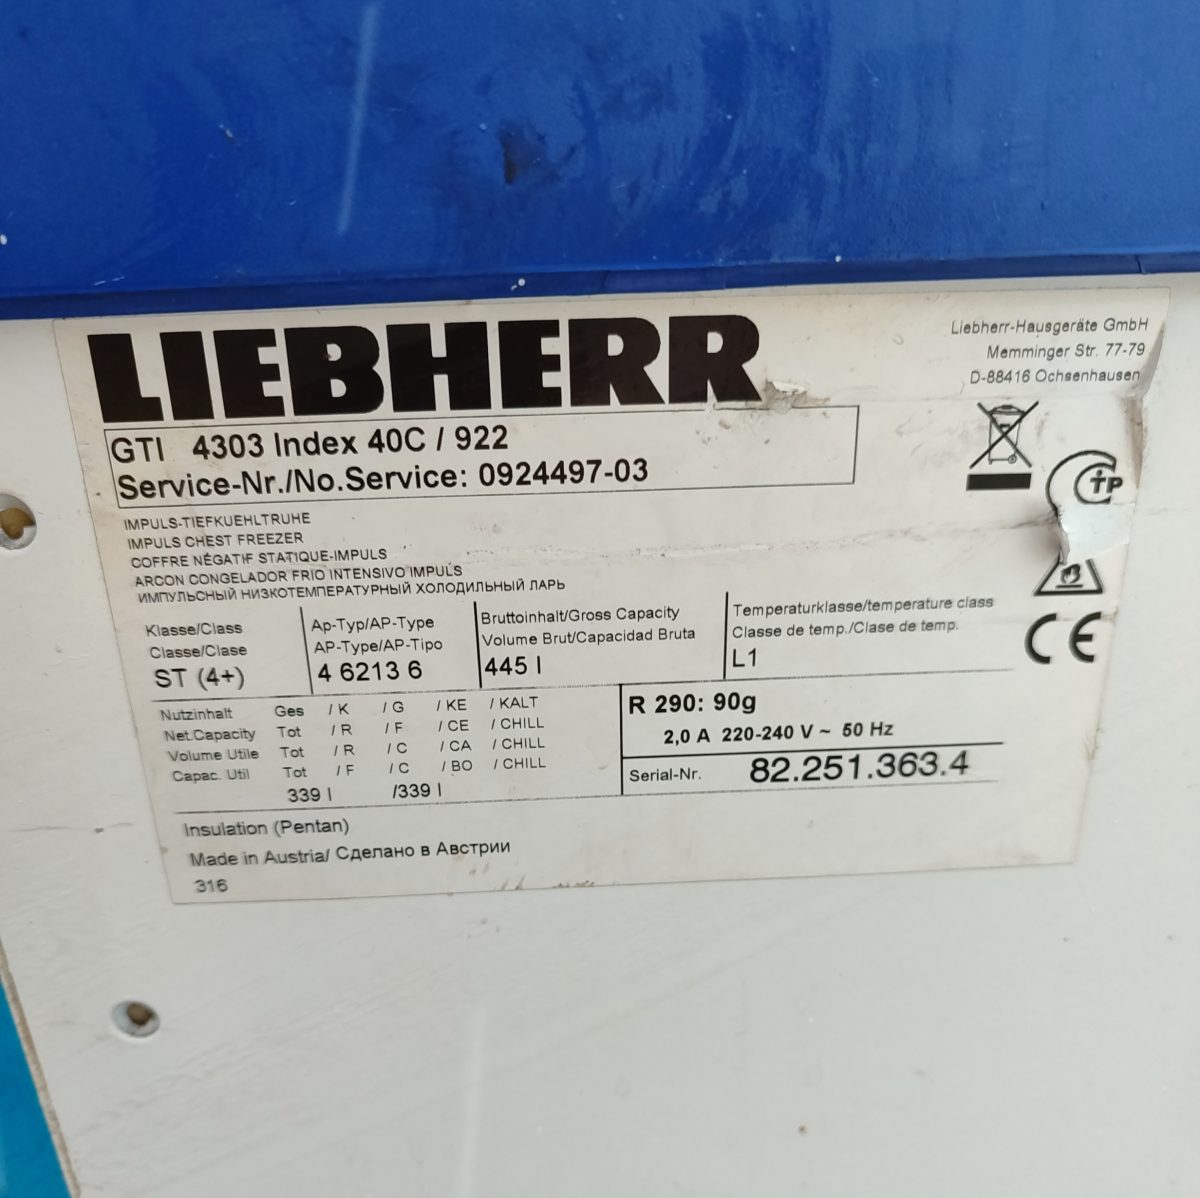 LIEBHERR
Liebherr-Hausgeräte GmbH
Memminger Str. 77-79
D-88416 Ochsenhausen
GTI 4303 Index 40C / 922
Service-Nr./No.Service: 0924497-03
IMPULS-TIEFKUEHLTRUHE
IMPULS CHEST FREEZER
COFFRE NÉGATIF STATIQUE-IMPULS
ARCON CONGELADOR FRIO INTENSIVO IMPULS
ИМПУЛЬСНЫЙ НИЗКОТЕМПЕРАТУРНЫЙ ХОЛОДИЛЬНЫЙ ЛАРЬ
TP
CE
Klasse/Class
Classe/Clase
ST (4+)
Ap-Typ/AP-Type
AP-Type/AP-Tipo
4 6213 6
Bruttoinhalt/Gross Capacity
Volume Brut/Capacidad Bruta
445 l
Temperaturklasse/temperature class
Classe de temp./Clase de temp.
L1
Nutzinhalt Ges / K / G / KE / KALT
Net.Capacity Tot / R / F / CE / CHILL
Volume Utile Tot / R / C / CA / CHILL
Capac. Util Tot / F / C / BO / CHILL
339 l /339 l
R 290: 90g
2,0 A 220-240 V ~ 50 Hz
Serial-Nr. 82.251.363.4
Insulation (Pentan)
Made in Austria/ Сделано в Австрии
316